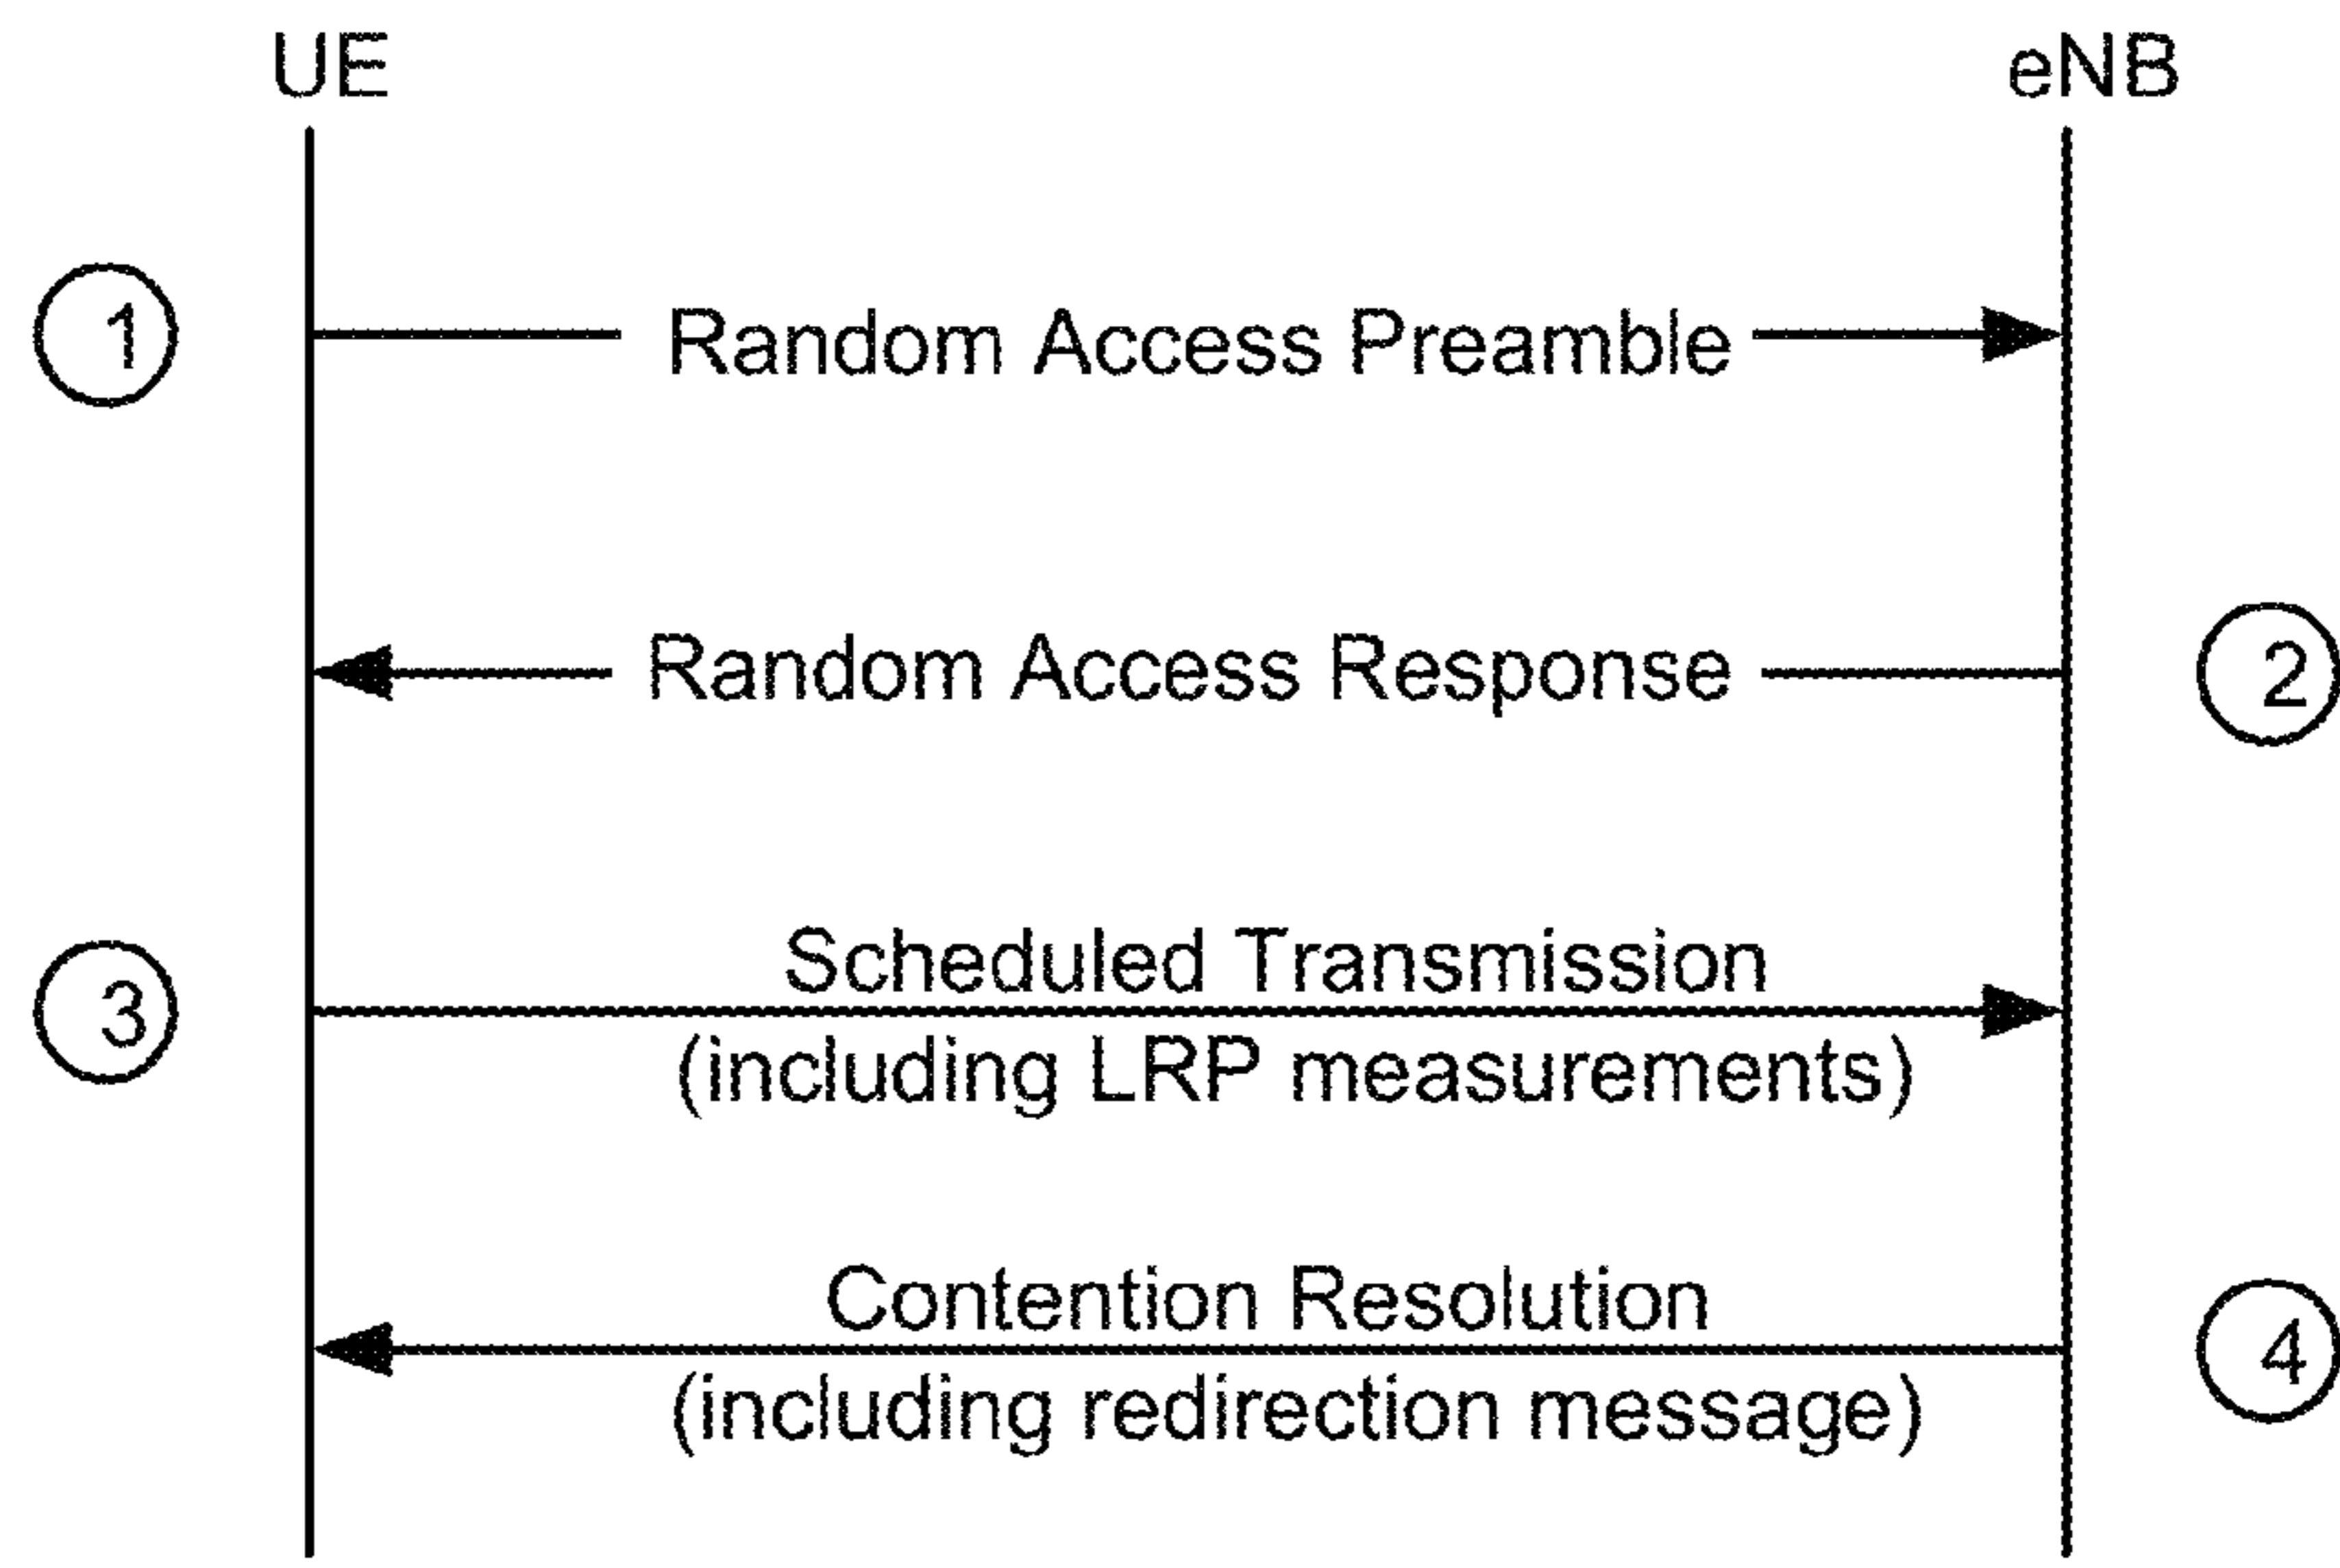 UE
eNB
1
Random Access Preamble
Random Access Response
2
Scheduled Transmission
3
(including LRP measurements)
Contention Resolution
4
(including redirection message)